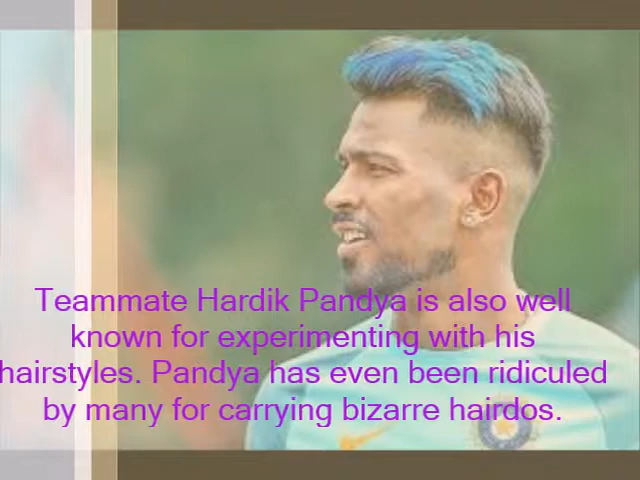 Teammate Hardik Pandya is also well
known for experimenting with his
hairstyles. Pandya has even been ridiculed
by many for carrying bizarre hairdos.